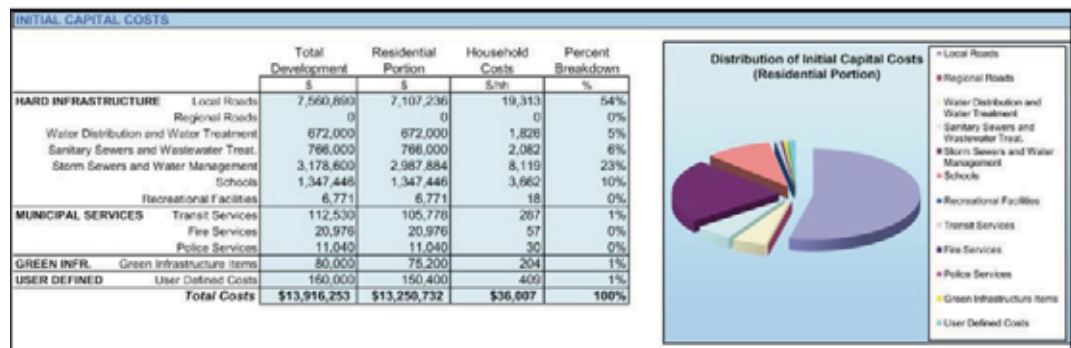 INITIAL CAPITAL COSTS
Total Development Residential Portion Household Costs Percent Breakdown
$ $ $/hh %
HARD INFRASTRUCTURE Local Roads 7,560,890 7,107,236 19,313 54%
Regional Roads 0 0 0 0%
Water Distribution and Water Treatment 672,000 672,000 1,826 5%
Sanitary Sewers and Wastewater Treat. 766,000 766,000 2,082 6%
Storm Sewers and Water Management 3,178,600 2,987,884 8,119 23%
Schools 1,347,446 1,347,446 3,662 10%
Recreational Facilities 6,771 6,771 18 0%
MUNICIPAL SERVICES Transit Services 112,530 105,778 287 1%
Fire Services 20,976 20,976 57 0%
Police Services 11,040 11,040 30 0%
GREEN INFR. Green Infrastructure Items 80,000 75,200 204 1%
USER DEFINED User Defined Costs 160,000 150,400 409 1%
Total Costs $13,916,253 $13,250,732 $36,007 100%
Distribution of Initial Capital Costs
(Residential Portion)
Local Roads
Regional Roads
Water Distribution and
Water Treatment
Sanitary Sewers and
Wastewater Treat.
Storm Sewers and Water
Management
Schools
Recreational Facilities
Transit Services
Fire Services
Police Services
Green Infrastructure Items
User Defined Costs